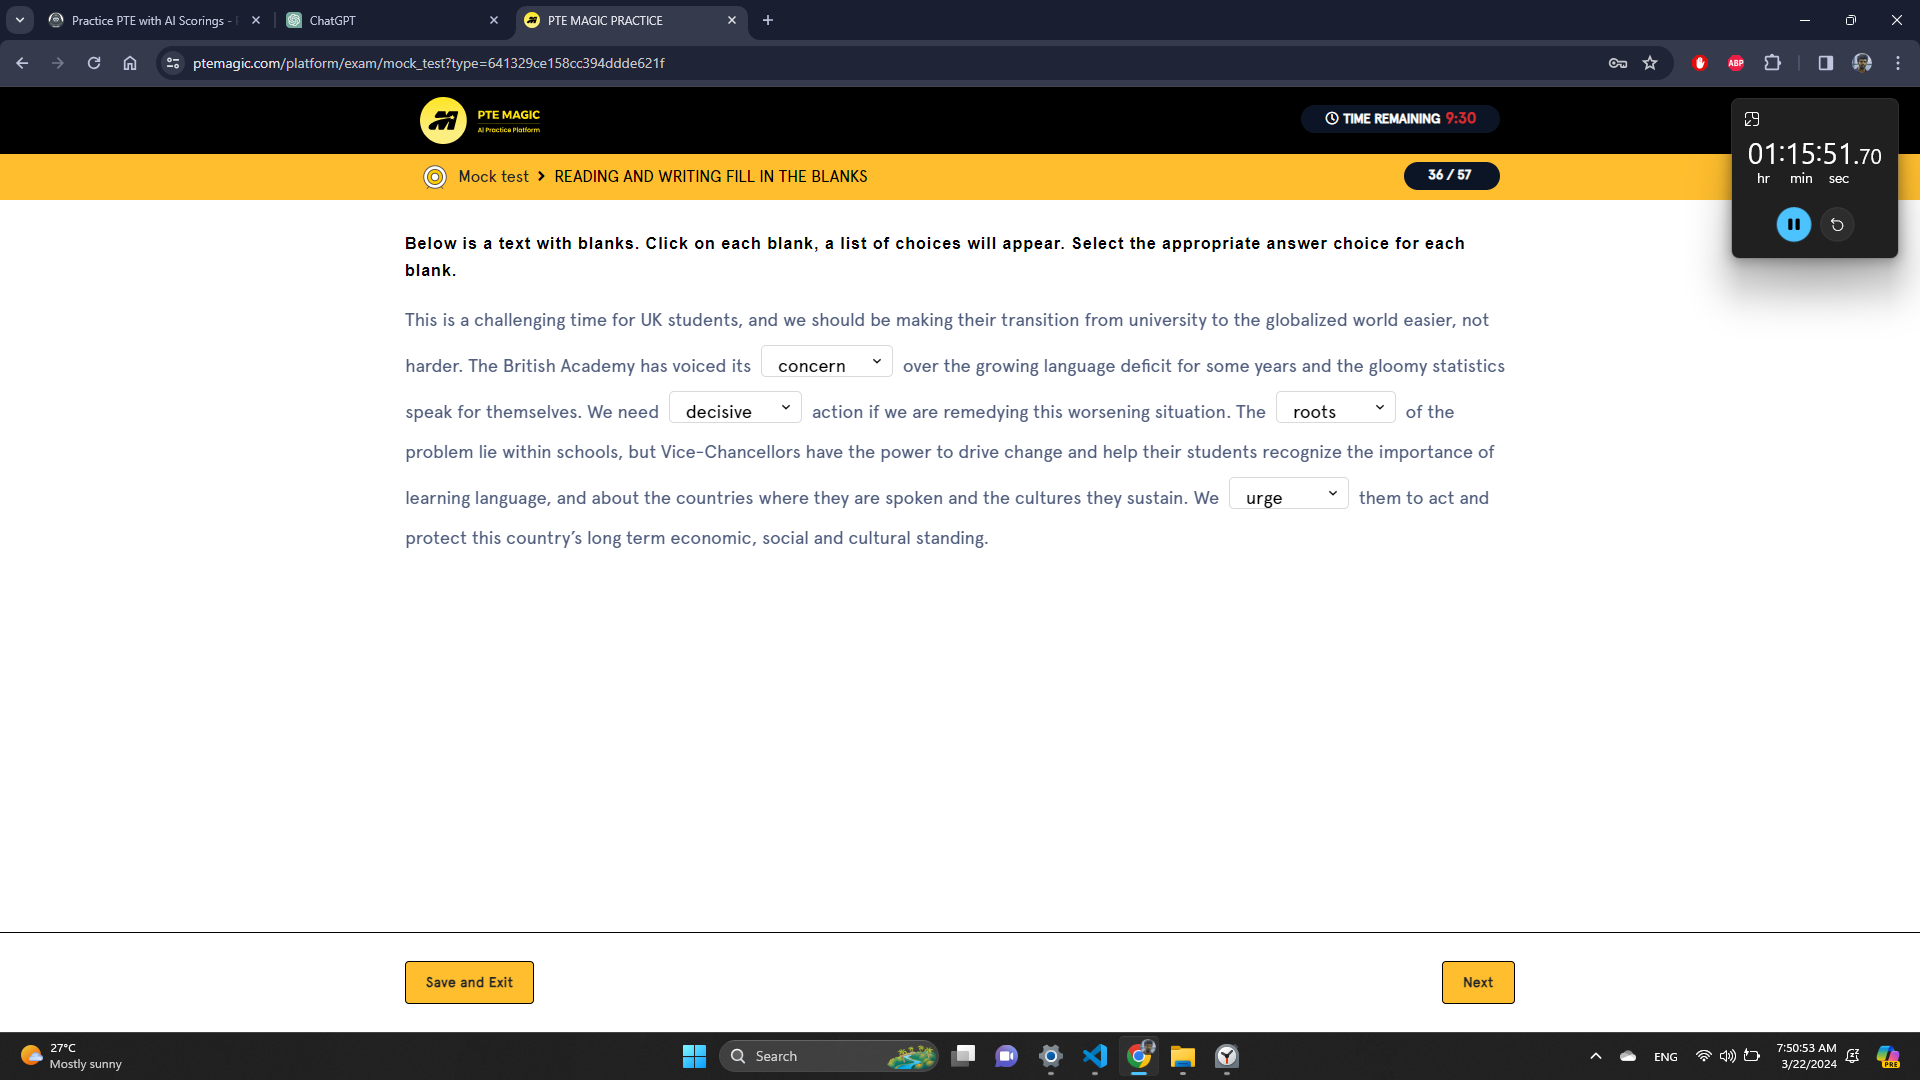 Practice PTE with AI Scorings -
ChatGPT
PTE MAGIC PRACTICE
ptemagic.com/platform/exam/mock_test?type=641329ce158cc394ddde621f
ABP
PTE MAGIC
AI Practice Platform
TIME REMAINING 9:30
01:15:51.70
hr min sec
Mock test > READING AND WRITING FILL IN THE BLANKS
36 / 57
Below is a text with blanks. Click on each blank, a list of choices will appear. Select the appropriate answer choice for each
blank.
This is a challenging time for UK students, and we should be making their transition from university to the globalized world easier, not
harder. The British Academy has voiced its concern over the growing language deficit for some years and the gloomy statistics
speak for themselves. We need decisive action if we are remedying this worsening situation. The roots of the
problem lie within schools, but Vice-Chancellors have the power to drive change and help their students recognize the importance of
learning language, and about the countries where they are spoken and the cultures they sustain. We urge them to act and
protect this country’s long term economic, social and cultural standing.
Save and Exit
Next
27°C
Mostly sunny
Search
ENG
7:50:53 AM
3/22/2024
PRE